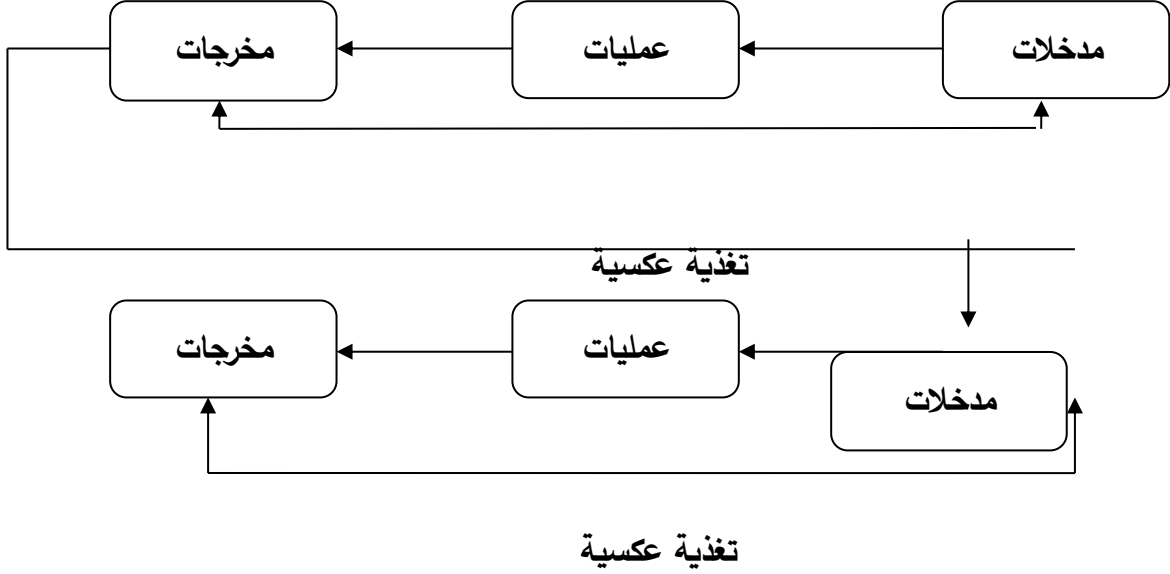 مدخلات
عمليات
مخرجات
تغذية عكسية
مدخلات
عمليات
مخرجات
تغذية عكسية